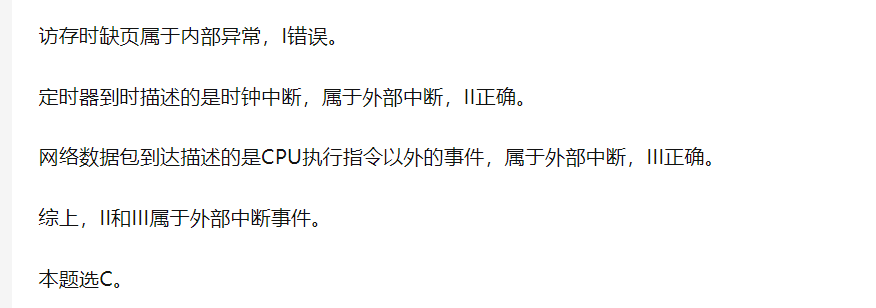 访存时缺页属于内部异常，I错误。
定时器到时描述的是时钟中断，属于外部中断，II正确。
网络数据包到达描述的是CPU执行指令以外的事件，属于外部中断，III正确。
综上，II和III属于外部中断事件。
本题选C。